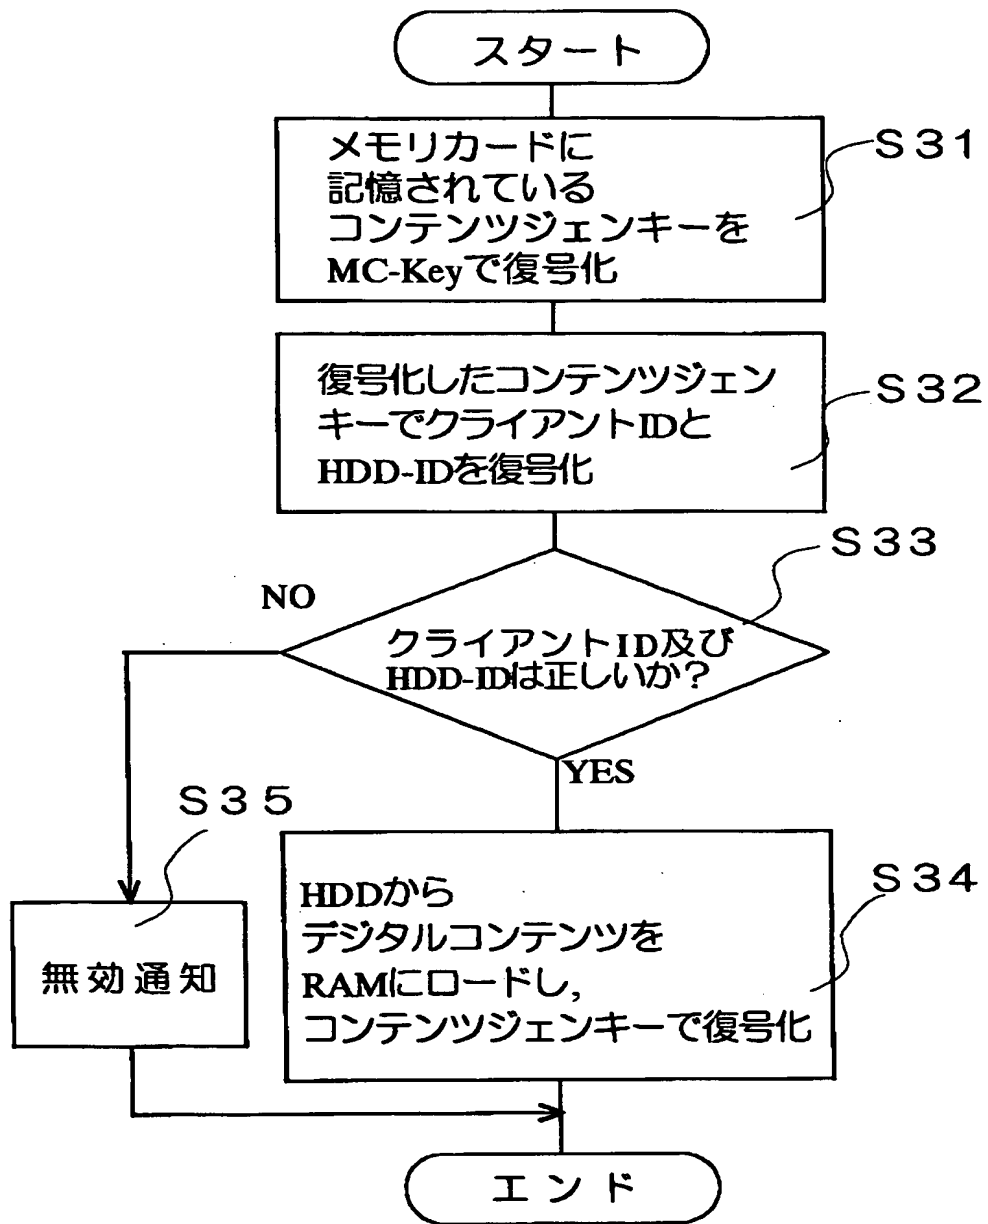 スタート
メモリカードに
記憶されている
コンテンツジェンキーを
MC-Keyで復号化
S31
復号化したコンテンツジェン
キーでクライアントIDと
HDD-IDを復号化
S32
S33
NO
クライアントID及び
HDD-IDは正しいか?
YES
S35
無効通知
S34
HDDから
デジタルコンテンツを
RAMにロードし,
コンテンツジェンキーで復号化
エンド